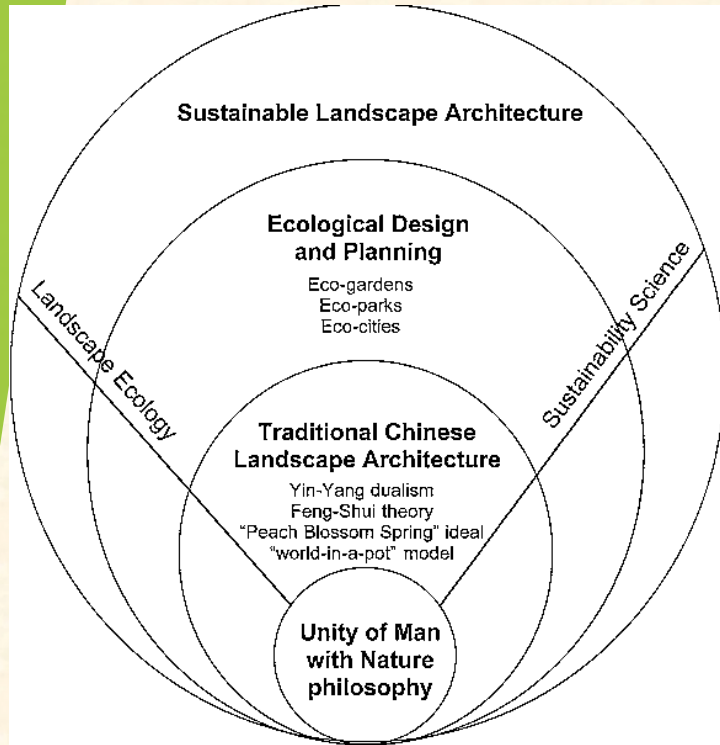 Sustainable Landscape Architecture
Ecological Design
and Planning
Eco-gardens
Eco-parks
Eco-cities
Landscape Ecology
Sustainability Science
Traditional Chinese
Landscape Architecture
Yin-Yang dualism
Feng-Shui theory
“Peach Blossom Spring” ideal
“world-in-a-pot” model
Unity of Man
with Nature
philosophy